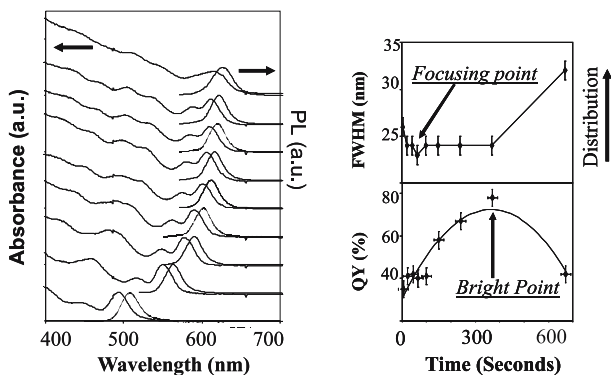 Absorbance (a.u.)
PL (a.u.)
400 500 600 700
Wavelength (nm)
35
30
25
FWHM (nm)
Focusing point
Distribution
80
60
40
QY (%)
Bright Point
0 300 600
Time (Seconds)